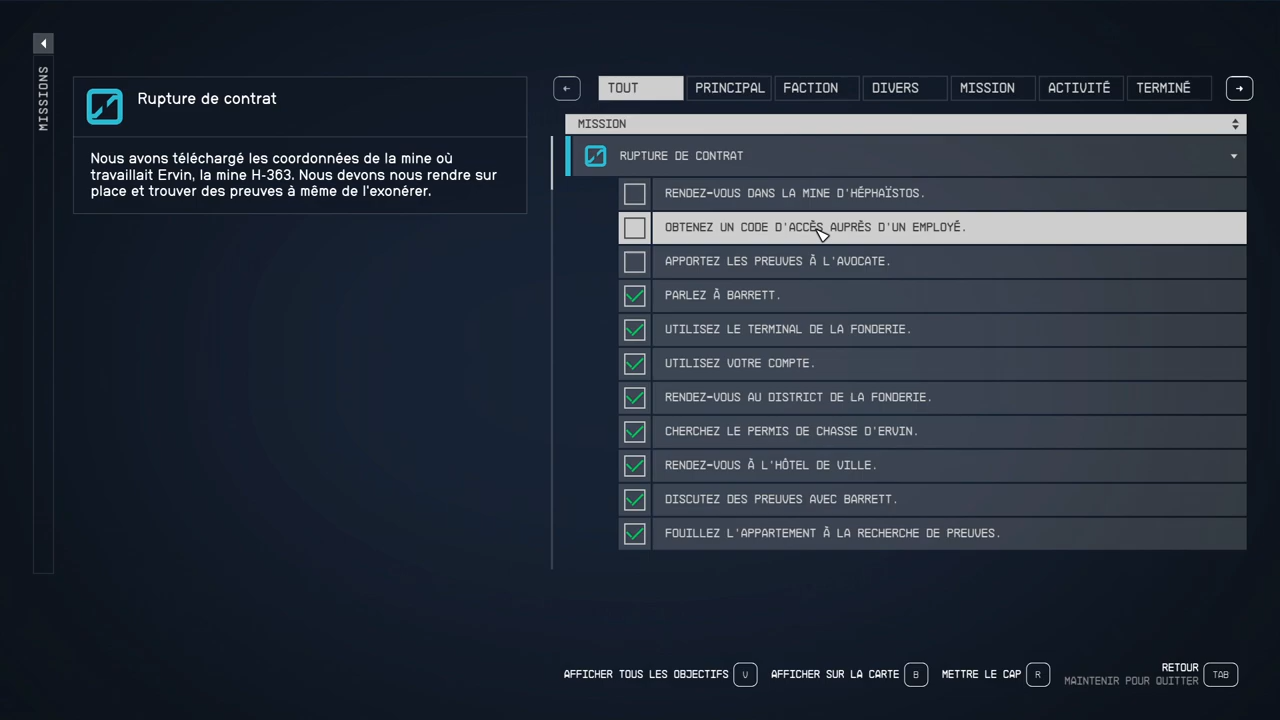 MISSIONS
Rupture de contrat
Nous avons téléchargé les coordonnées de la mine où
travaillait Ervin, la mine H-363. Nous devons nous rendre sur
place et trouver des preuves à même de l'exonérer.
TOUT PRINCIPAL FACTION DIVERS MISSION ACTIVITÉ TERMINÉ
MISSION
RUPTURE DE CONTRAT
RENDEZ-VOUS DANS LA MINE D'HÉPHAÏSTOS.
OBTENEZ UN CODE D'ACCÈS AUPRÈS D'UN EMPLOYÉ.
APPORTEZ LES PREUVES À L'AVOCATE.
PARLEZ À BARRETT.
UTILISEZ LE TERMINAL DE LA FONDERIE.
UTILISEZ VOTRE COMPTE.
RENDEZ-VOUS AU DISTRICT DE LA FONDERIE.
CHERCHEZ LE PERMIS DE CHASSE D'ERVIN.
RENDEZ-VOUS À L'HÔTEL DE VILLE.
DISCUTEZ DES PREUVES AVEC BARRETT.
FOUILLEZ L'APPARTEMENT À LA RECHERCHE DE PREUVES.
AFFICHER TOUS LES OBJECTIFS V AFFICHER SUR LA CARTE B METTRE LE CAP R RETOUR TAB
MAINTENIR POUR QUITTER